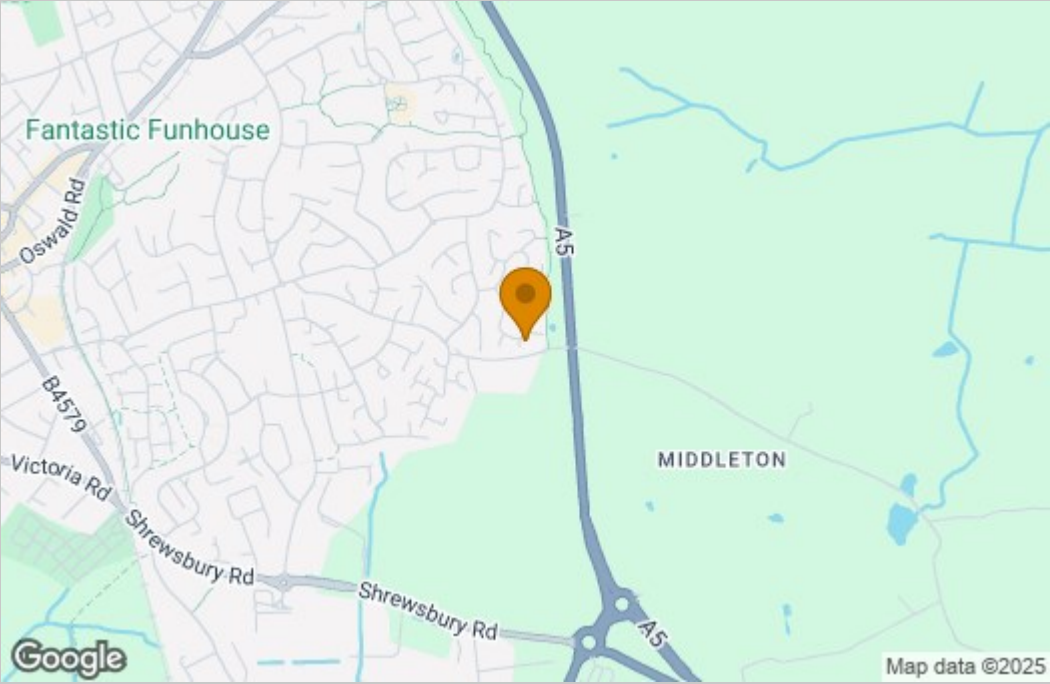 Fantastic Funhouse
Oswald Rd
A5
B4579
Victoria Rd
MIDDLETON
Shrewsbury Rd
Shrewsbury Rd
A5
Google
Map data ©2025